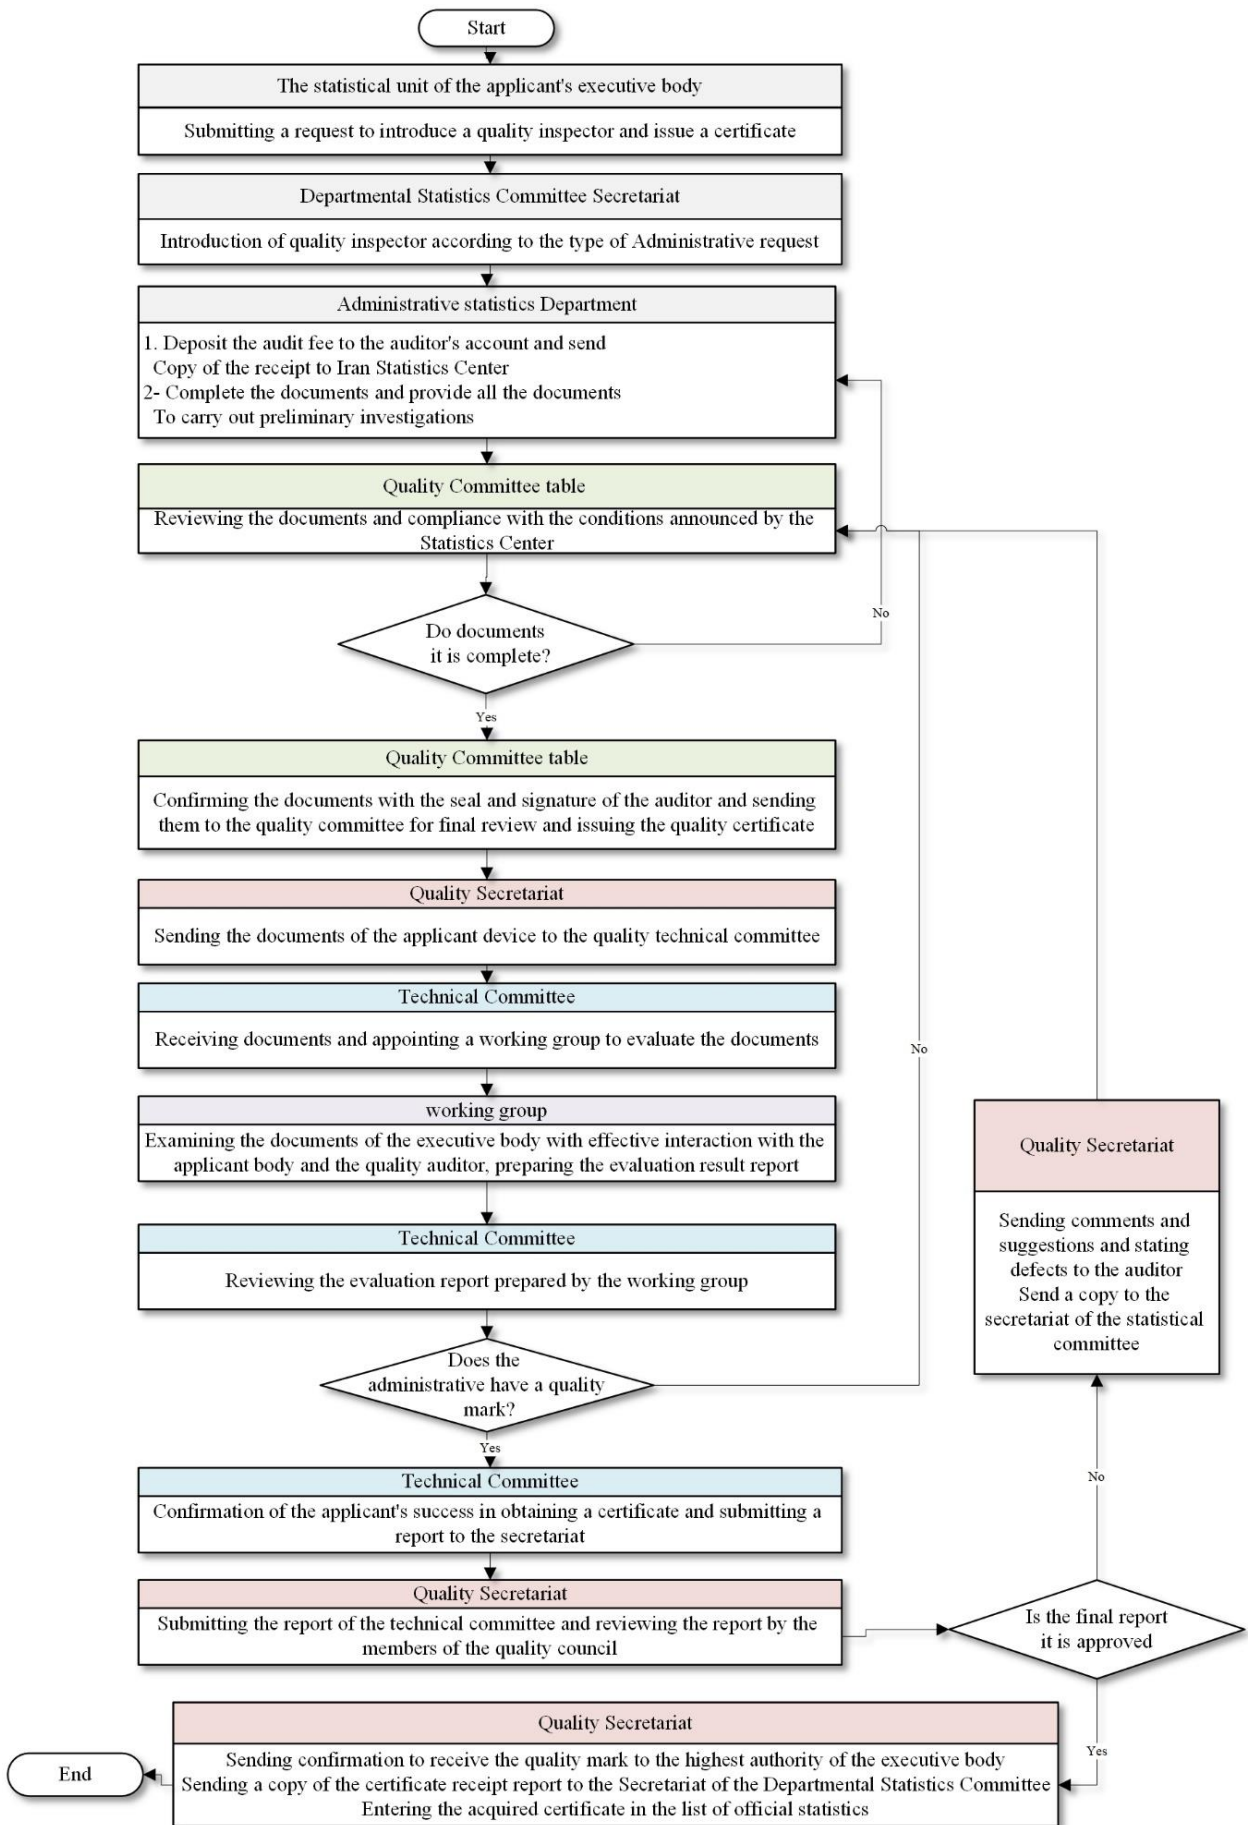 Start
The statistical unit of the applicant's executive body
Submitting a request to introduce a quality inspector and issue a certificate
Departmental Statistics Committee Secretariat
Introduction of quality inspector according to the type of Administrative request
Administrative statistics Department
1. Deposit the audit fee to the auditor's account and send
Copy of the receipt to Iran Statistics Center
2- Complete the documents and provide all the documents
To carry out preliminary investigations
Quality Committee table
Reviewing the documents and compliance with the conditions announced by the
Statistics Center
No
Do documents
it is complete?
Yes
Quality Committee table
Confirming the documents with the seal and signature of the auditor and sending
them to the quality committee for final review and issuing the quality certificate
Quality Secretariat
Sending the documents of the applicant device to the quality technical committee
Technical Committee
Receiving documents and appointing a working group to evaluate the documents
No
working group
Examining the documents of the executive body with effective interaction with the
applicant body and the quality auditor, preparing the evaluation result report
Technical Committee
Reviewing the evaluation report prepared by the working group
Does the
administrative have a quality
mark?
Yes
Quality Secretariat
Sending comments and
suggestions and stating
defects to the auditor
Send a copy to the
secretariat of the statistical
committee
No
Technical Committee
Confirmation of the applicant's success in obtaining a certificate and submitting a
report to the secretariat
Quality Secretariat
Submitting the report of the technical committee and reviewing the report by the
members of the quality council
Is the final report
it is approved
Yes
Quality Secretariat
Sending confirmation to receive the quality mark to the highest authority of the executive body
Sending a copy of the certificate receipt report to the Secretariat of the Departmental Statistics Committee
Entering the acquired certificate in the list of official statistics
End